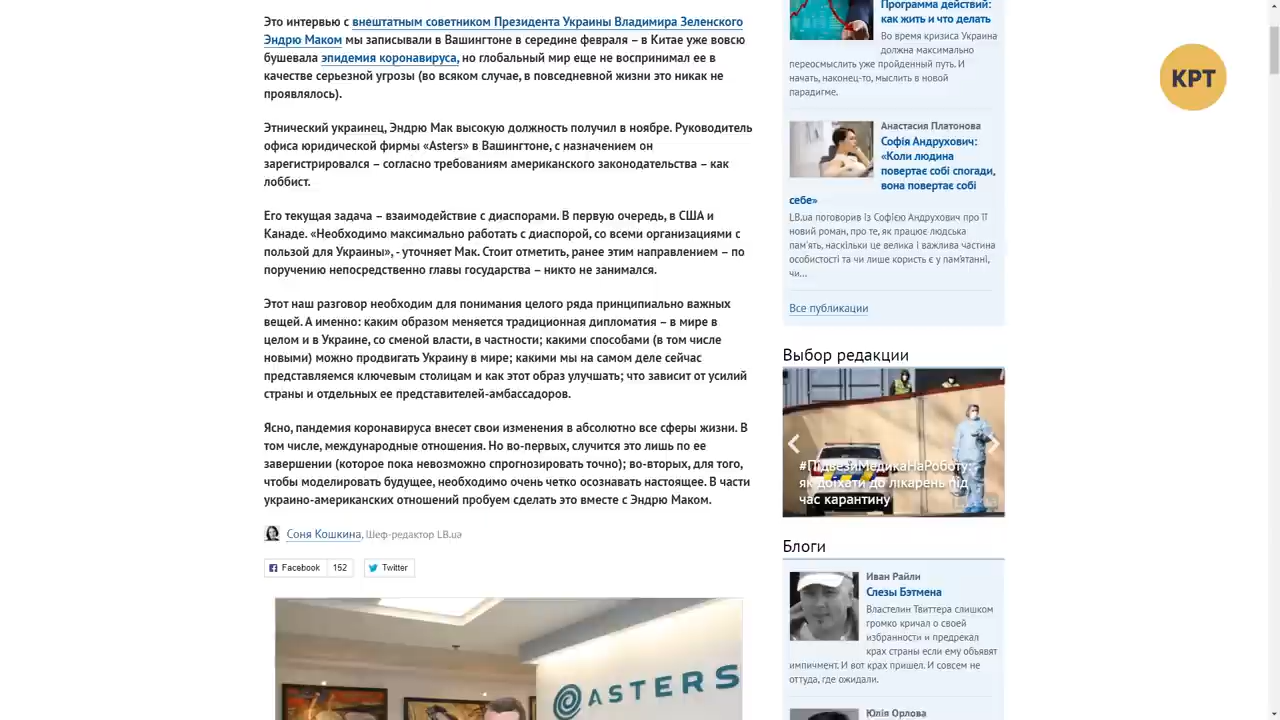 Это интервью с внештатным советником Президента Украины Владимира Зеленского
Эндрю Маком мы записывали в Вашингтоне в середине февраля – в Китае уже вовсю
бушевала эпидемия коронавируса, но глобальный мир еще не воспринимал ее в
качестве серьезной угрозы (во всяком случае, в повседневной жизни это никак не
проявлялось).
Этнический украинец, Эндрю Мак высокую должность получил в ноябре. Руководитель
офиса юридической фирмы «Asters» в Вашингтоне, с назначением он
зарегистрировался – согласно требованиям американского законодательства – как
лоббист.
Его текущая задача – взаимодействие с диаспорами. В первую очередь, в США и
Канаде. «Необходимо максимально работать с диаспорой, со всеми организациями с
пользой для Украины», - уточняет Мак. Стоит отметить, ранее этим направлением – по
поручению непосредственно главы государства – никто не занимался.
Этот наш разговор необходим для понимания целого ряда принципиально важных
вещей. А именно: каким образом меняется традиционная дипломатия – в мире в
целом и в Украине, со сменой власти, в частности; какими способами (в том числе
новыми) можно продвигать Украину в мире; какими мы на самом деле сейчас
представляемся ключевым столицам и как этот образ улучшать; что зависит от усилий
страны и отдельных ее представителей-амбассадоров.
Ясно, пандемия коронавируса внесет свои изменения в абсолютно все сферы жизни. В
том числе, международные отношения. Но во-первых, случится это лишь по ее
завершении (которое пока невозможно спрогнозировать точно); во-вторых, для того,
чтобы моделировать будущее, необходимо очень четко осознавать настоящее. В части
украино-американских отношений пробуем сделать это вместе с Эндрю Маком.
Соня Кошкина, Шеф-редактор LB.ua
Facebook 152 Twitter
ASTERS
Программа действий:
как жить и что делать
Во время кризиса Украина
должна максимально
переосмыслить уже пройденный путь. И
начать, наконец-то, мыслить в новой
парадигме.
Анастасия Платонова
Софія Андрухович:
«Коли людина
повертає собі спогади,
вона повертає собі
себе»
LB.ua поговорив із Софією Андрухович про її
новий роман, про те, як працює людська
пам'ять, наскільки це велика і важлива частина
особистості та чи лише користь є у пам'ятанні,
чи...
Все публикации
Выбор редакции
#ПідвезиМедикаНаРоботу:
як доїхати до лікарень під
час карантину
Блоги
Иван Райли
Слезы Бэтмена
Властелин Твиттера слишком
громко кричал о своей
избранности и предрекал
крах страны если ему объявят
импичмент. И вот крах пришел. И совсем не
оттуда, где ожидали.
Юлія Орлова
КРТ